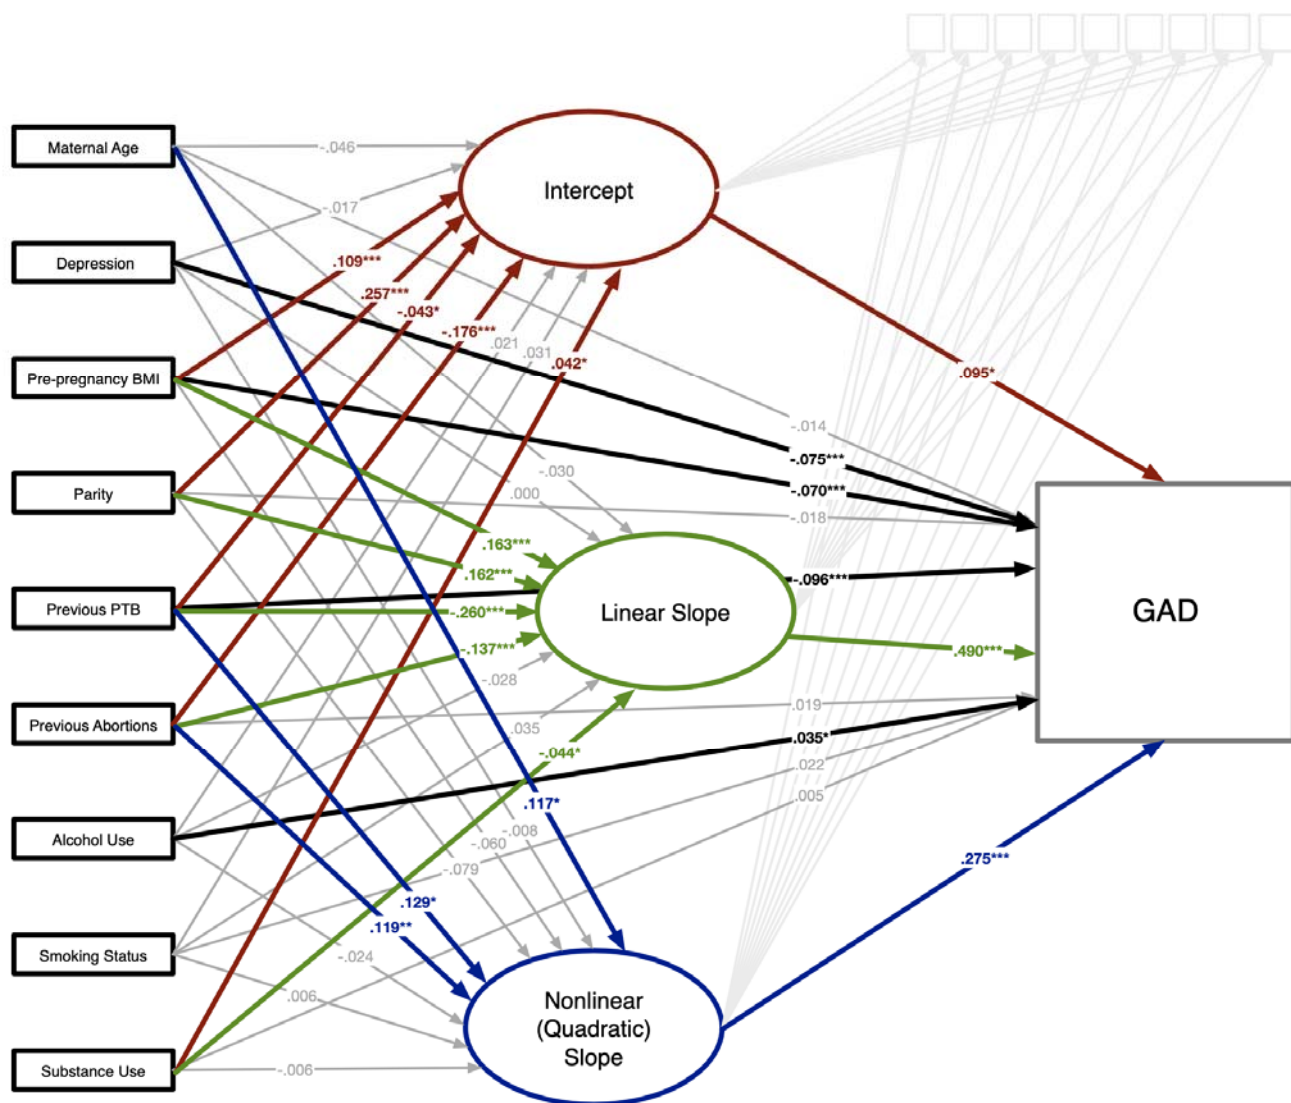 Maternal Age
-.046
Intercept
-.017
Depression
.109***
.257***
-.043*
-.176***
.021
.031
.042*
Pre-pregnancy BMI
.095*
-.014
-.075***
-.030
-.070***
.000
Parity
-.018
.163***
.162***
-.096***
Previous PTB
-.260***
Linear Slope
GAD
-.137***
.490***
-.028
.019
Previous Abortions
.035
.035*
-.044*
.022
.005
.117*
-.008
Alcohol Use
-.060
.275***
-.079
.129*
.119**
Smoking Status
-.024
.006
Nonlinear
(Quadratic)
Slope
Substance Use
-.006